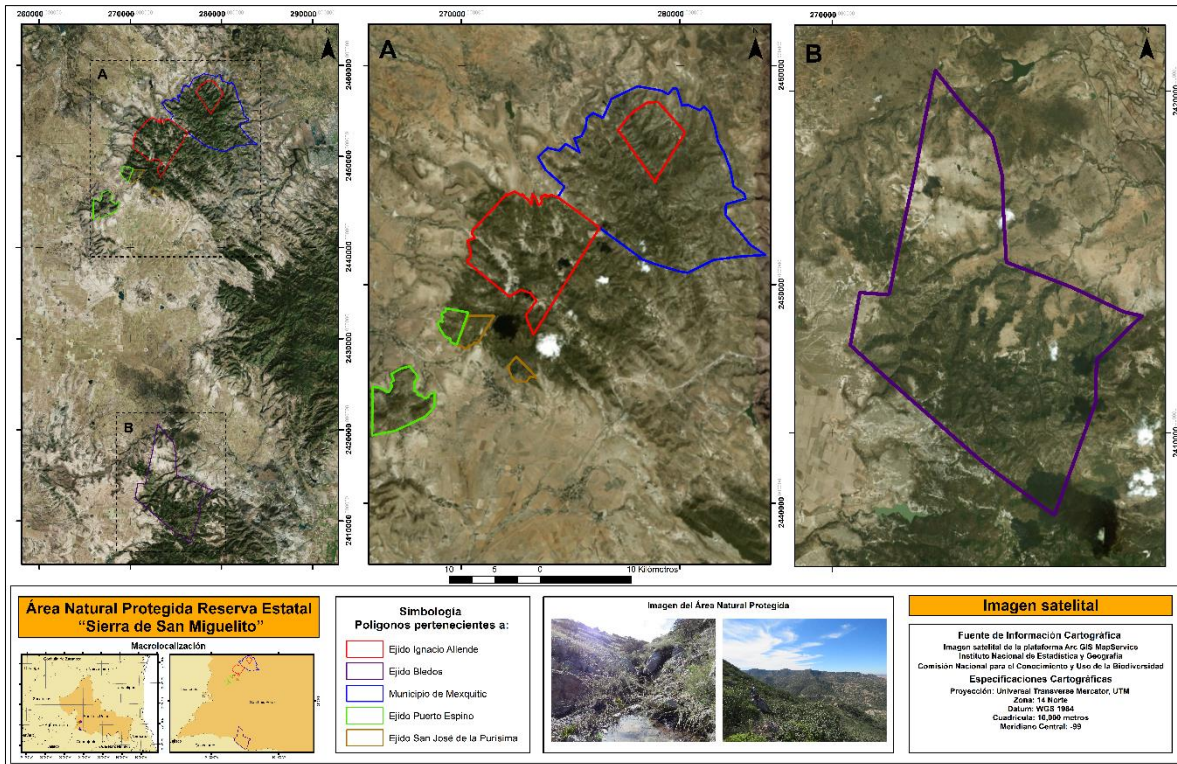 260000
270000
280000
290000
270000
280000
270000
A
A
B
B
2460000
2450000
2440000
2430000
2420000
2410000
2460000
2450000
2440000
2420000
2410000
10 5 0 10 Kilómetros
Área Natural Protegida Reserva Estatal
“Sierra de San Miguelito”
Macrolocalización
Simbología
Polígonos pertenecientes a:
Ejido Ignacio Allende
Ejido Bledos
Municipio de Mexquitic
Ejido Puerto Espino
Ejido San José de la Purísima
Imagen del Área Natural Protegida
Imagen satelital
Fuente de Información Cartográfica
Imagen satelital de la plataforma Arc GIS MapService
Instituto Nacional de Estadística y Geografía
Comisión Nacional para el Conocimiento y Uso de la Biodiversidad
Especificaciones Cartográficas
Proyección: Universal Transverse Mercator, UTM
Zona: 14 Norte
Datum: WGS 1984
Cuadrícula: 10,000 metros
Meridiano Central: -99